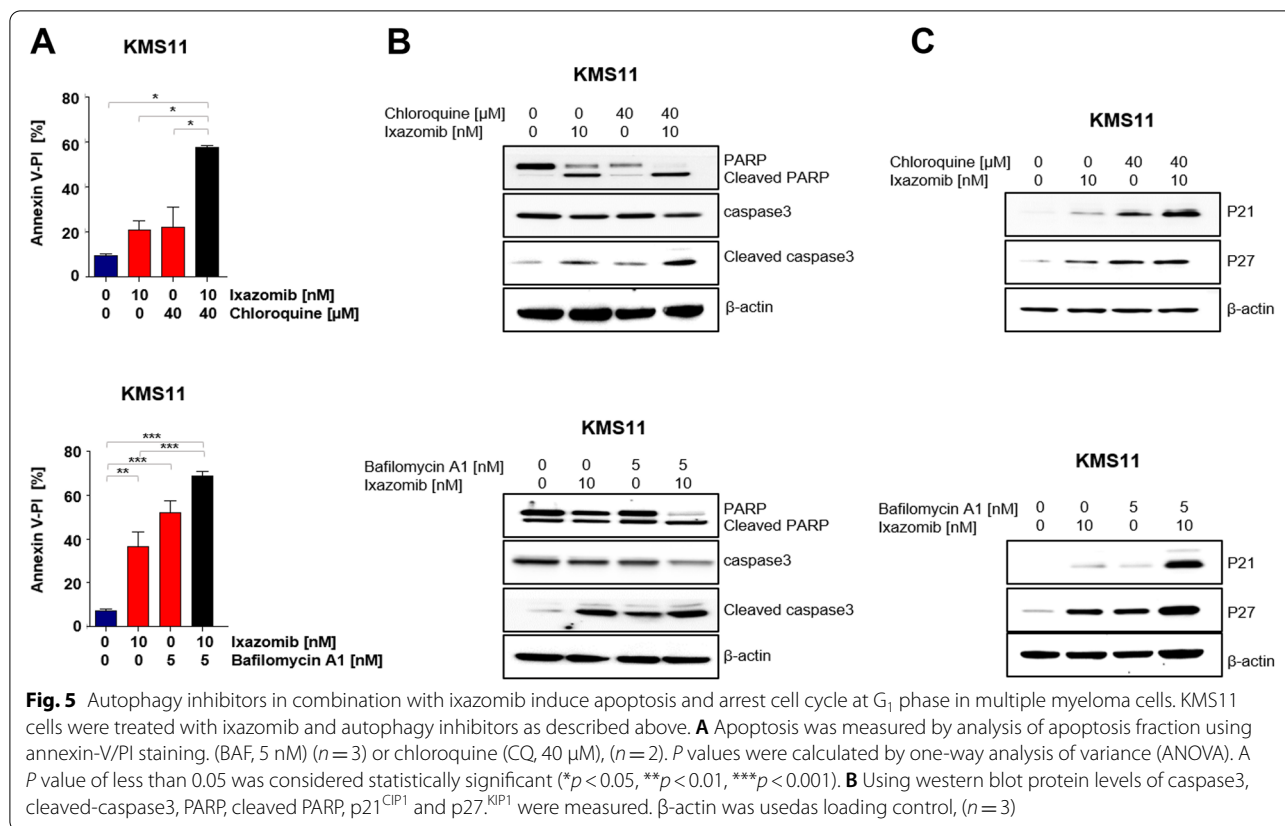 A
KMS11
Annexin V-PI [%]
80
60
40
20
0
*
*
*
0 10 0 10 Ixazomib [nM]
0 0 40 40 Chloroquine [µM]
KMS11
Annexin V-PI [%]
80
60
40
20
0
***
***
***
**
0 10 0 10 Ixazomib [nM]
0 0 5 5 Bafilomycin A1 [nM]
B
KMS11
Chloroquine [µM] 0 0 40 40
Ixazomib [nM] 0 10 0 10
PARP
Cleaved PARP
caspase3
Cleaved caspase3
β-actin
KMS11
Bafilomycin A1 [nM] 0 0 5 5
Ixazomib [nM] 0 10 0 10
PARP
Cleaved PARP
caspase3
Cleaved caspase3
β-actin
C
KMS11
Chloroquine [µM] 0 0 40 40
Ixazomib [nM] 0 10 0 10
P21
P27
β-actin
KMS11
Bafilomycin A1 [nM] 0 0 5 5
Ixazomib [nM] 0 10 0 10
P21
P27
β-actin
Fig. 5 Autophagy inhibitors in combination with ixazomib induce apoptosis and arrest cell cycle at G₁ phase in multiple myeloma cells. KMS11
cells were treated with ixazomib and autophagy inhibitors as described above. A Apoptosis was measured by analysis of apoptosis fraction using
annexin-V/PI staining. (BAF, 5 nM) (n=3) or chloroquine (CQ, 40 µM), (n=2). P values were calculated by one-way analysis of variance (ANOVA). A
P value of less than 0.05 was considered statistically significant (*p<0.05, **p<0.01, ***p<0.001). B Using western blot protein levels of caspase3,
cleaved-caspase3, PARP, cleaved PARP, p21CIP1 and p27.KIP1 were measured. β-actin was usedas loading control, (n=3)